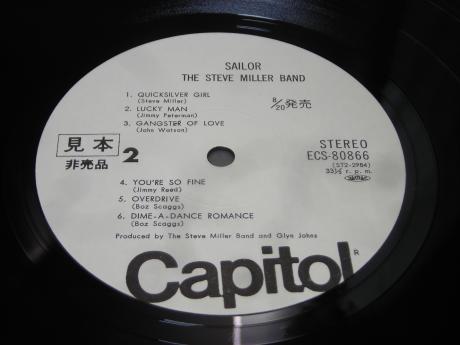 SAILOR
THE STEVE MILLER BAND
1. QUICKSILVER GIRL
(Steve Miller)
2. LUCKY MAN
(Jimmy Peterman)
3. GANGSTER OF LOVE
(John Watson)
8/20発売
見本
非売品
2
STEREO
ECS-80866
(ST2-2984)
33⅓ r. p. m.
4. YOU'RE SO FINE
(Jimmy Reed)
5. OVERDRIVE
(Boz Scaggs)
6. DIME-A-DANCE ROMANCE
(Boz Scaggs)
Produced by The Steve Miller Band and Glyn Johns
Capitol
R